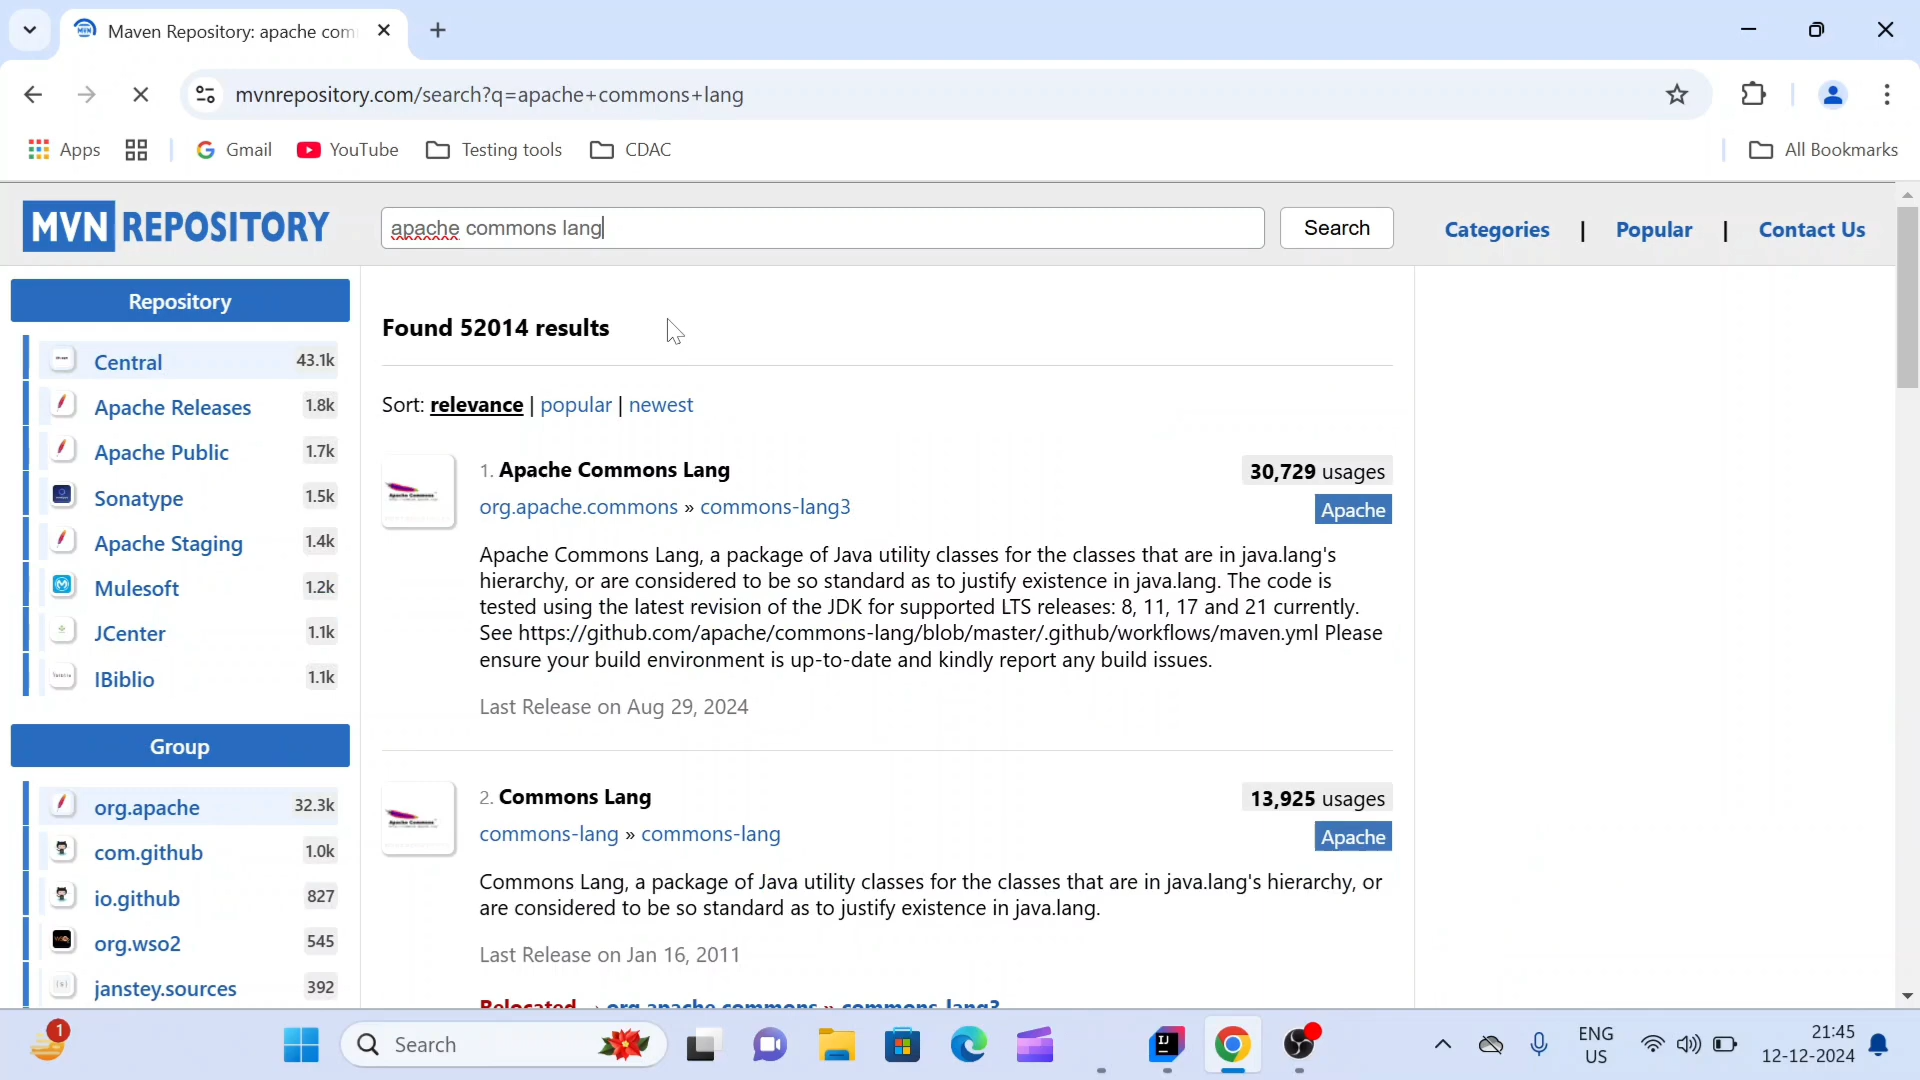 Maven Repository: apache com
mvnrepository.com/search?q=apache+commons+lang
Apps
Gmail
YouTube
Testing tools
CDAC
All Bookmarks
MVN REPOSITORY
apache commons lang
Search
Categories | Popular | Contact Us
Repository
Central 43.1k
Apache Releases 1.8k
Apache Public 1.7k
Sonatype 1.5k
Apache Staging 1.4k
Mulesoft 1.2k
JCenter 1.1k
IBiblio 1.1k
Group
org.apache 32.3k
com.github 1.0k
io.github 827
org.wso2 545
janstey.sources 392
Found 52014 results
Sort: relevance | popular | newest
1. Apache Commons Lang
30,729 usages
org.apache.commons » commons-lang3
Apache
Apache Commons Lang, a package of Java utility classes for the classes that are in java.lang's
hierarchy, or are considered to be so standard as to justify existence in java.lang. The code is
tested using the latest revision of the JDK for supported LTS releases: 8, 11, 17 and 21 currently.
See https://github.com/apache/commons-lang/blob/master/.github/workflows/maven.yml Please
ensure your build environment is up-to-date and kindly report any build issues.
Last Release on Aug 29, 2024
2. Commons Lang
13,925 usages
commons-lang » commons-lang
Apache
Commons Lang, a package of Java utility classes for the classes that are in java.lang's hierarchy, or
are considered to be so standard as to justify existence in java.lang.
Last Release on Jan 16, 2011
Relocated → org.apache.commons » commons-lang3
1
Search
ENG
US
21:45
12-12-2024